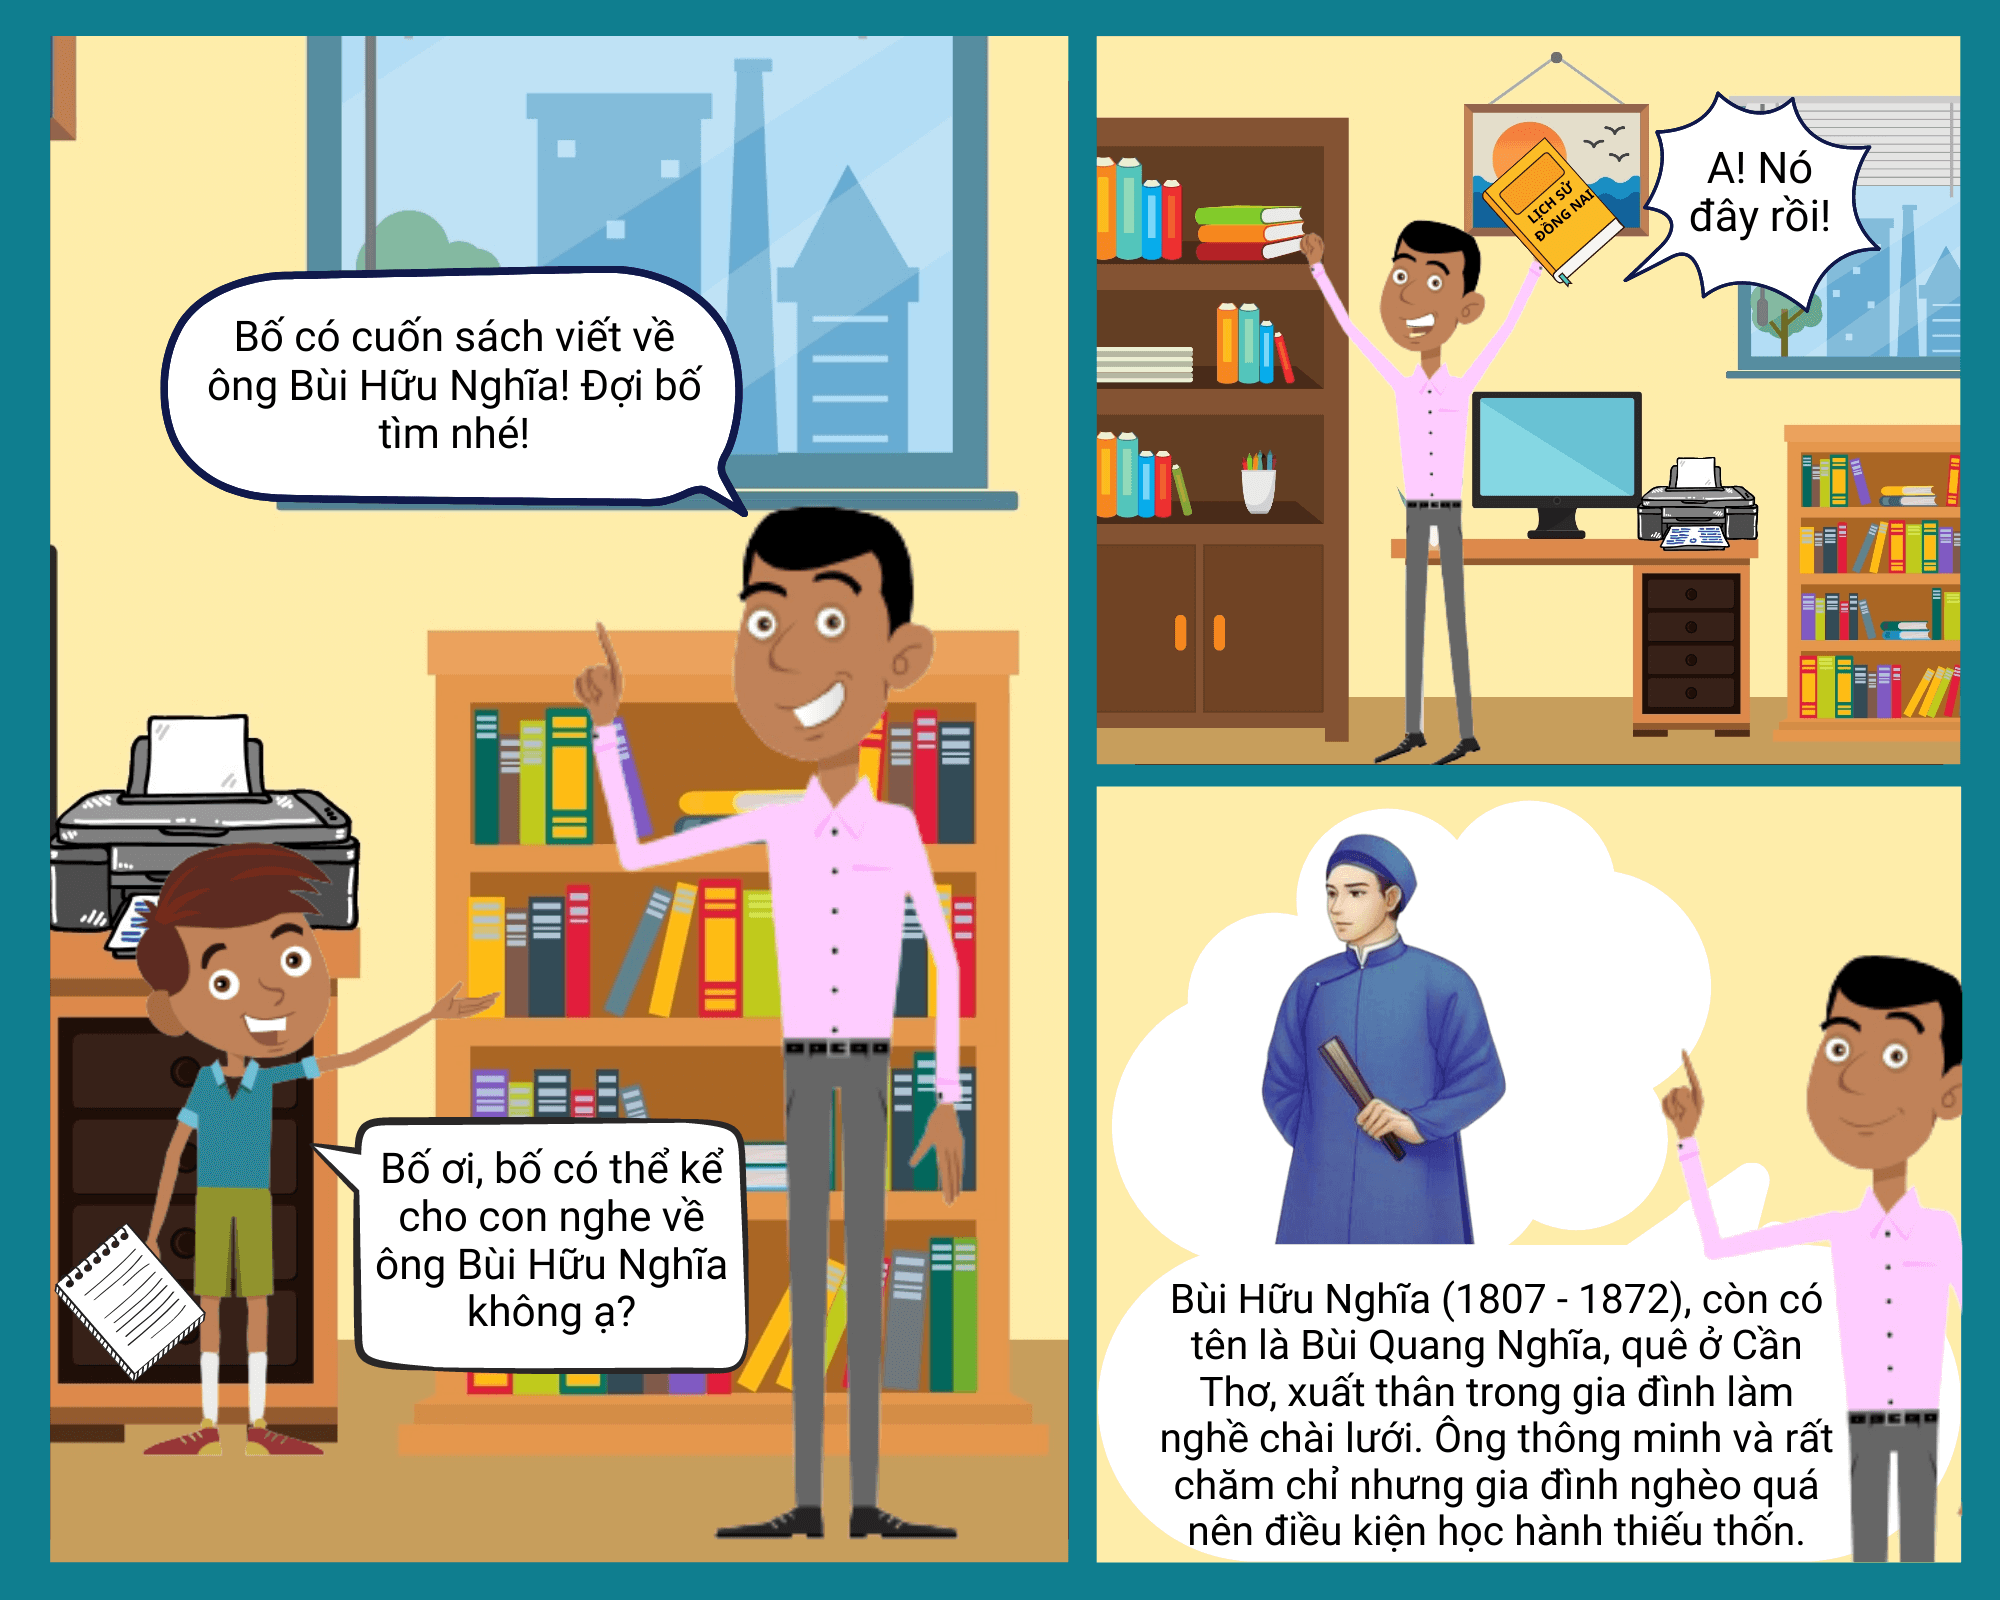 Bố có cuốn sách viết về
ông Bùi Hữu Nghĩa! Đợi bố
tìm nhé!
Bố ơi, bố có thể kể
cho con nghe về
ông Bùi Hữu Nghĩa
không ạ?
LỊCH SỬ
ĐỒNG NAI
A! Nó
đây rồi!
Bùi Hữu Nghĩa (1807 - 1872), còn có
tên là Bùi Quang Nghĩa, quê ở Cần
Thơ, xuất thân trong gia đình làm
nghề chài lưới. Ông thông minh và rất
chăm chỉ nhưng gia đình nghèo quá
nên điều kiện học hành thiếu thốn.